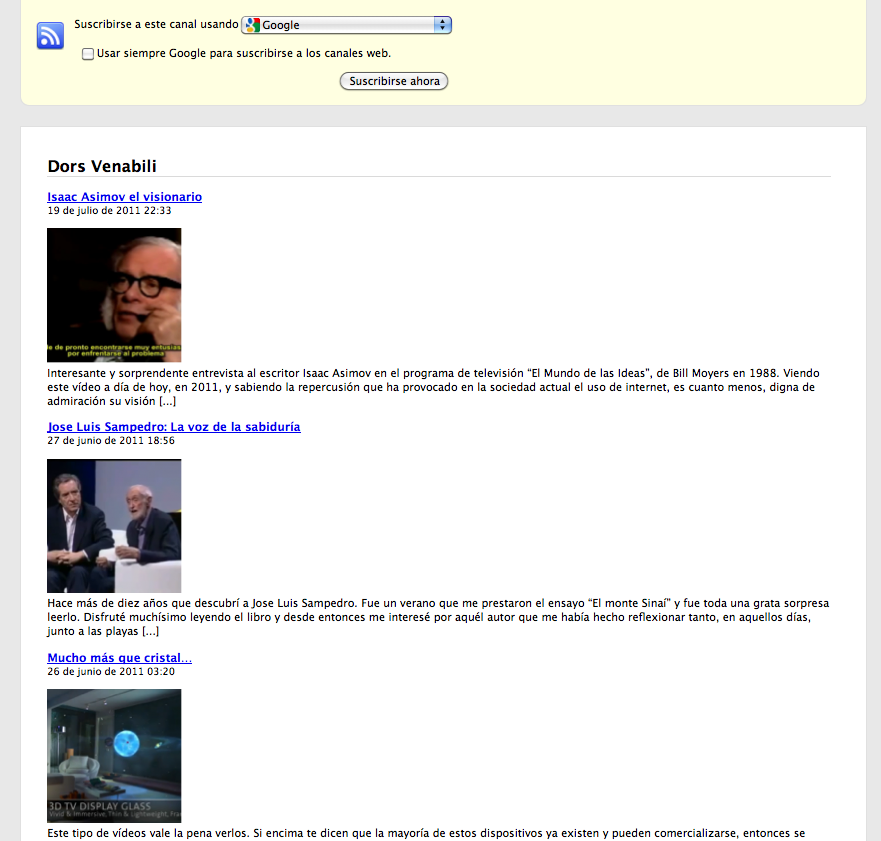 Suscribirse a este canal usando Google
Usar siempre Google para suscribirse a los canales web.
Suscribirse ahora
Dors Venabili
Isaac Asimov el visionario
19 de julio de 2011 22:33
de pronto encontrarse muy entusias
por enfrentarse al problema
Interesante y sorprendente entrevista al escritor Isaac Asimov en el programa de televisión “El Mundo de las Ideas”, de Bill Moyers en 1988. Viendo
este vídeo a día de hoy, en 2011, y sabiendo la repercusión que ha provocado en la sociedad actual el uso de internet, es cuanto menos, digna de
admiración su visión [...]
Jose Luis Sampedro: La voz de la sabiduría
27 de junio de 2011 18:56
Hace más de diez años que descubrí a Jose Luis Sampedro. Fue un verano que me prestaron el ensayo “El monte Sinaí” y fue toda una grata sorpresa
leerlo. Disfruté muchísimo leyendo el libro y desde entonces me interesé por aquél autor que me había hecho reflexionar tanto, en aquellos días,
junto a las playas [...]
Mucho más que cristal...
26 de junio de 2011 03:20
3D TV DISPLAY GLASS
Vivid & Immersive, Thin & Lightweight, Fra
Este tipo de vídeos vale la pena verlos. Si encima te dicen que la mayoría de estos dispositivos ya existen y pueden comercializarse, entonces se